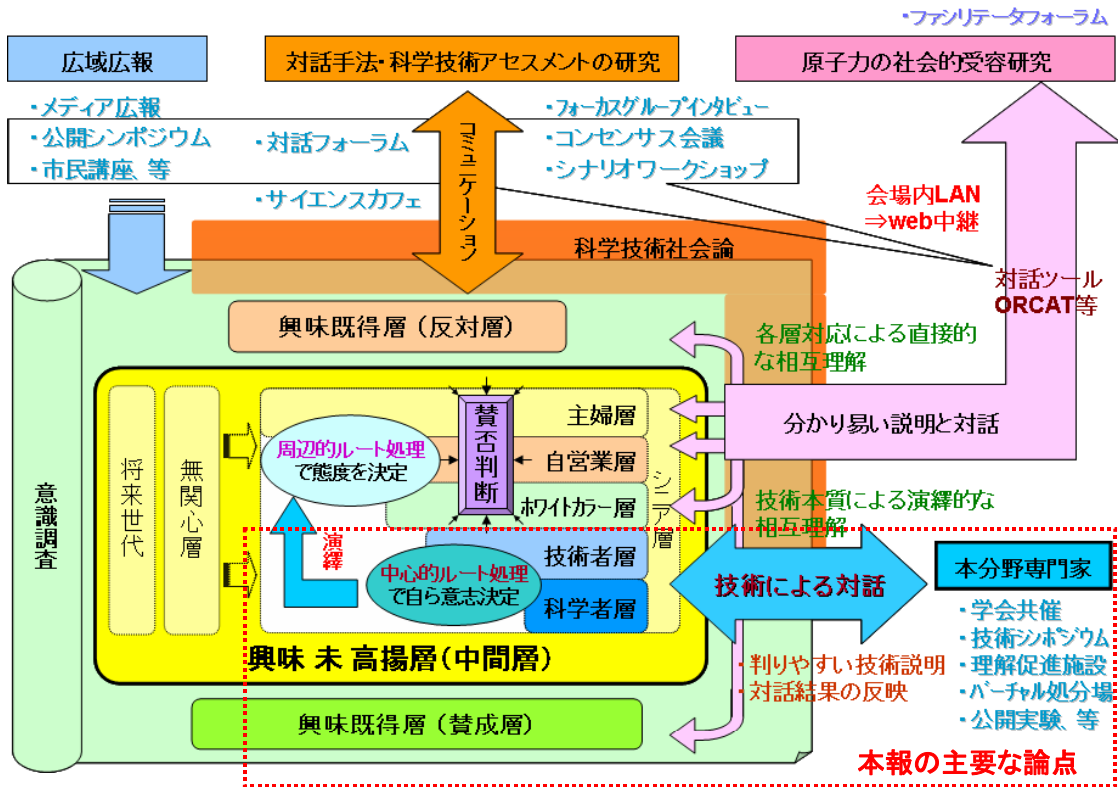 ・ファシリテータフォーラム
広域広報
対話手法・科学技術アセスメントの研究
原子力の社会的受容研究
・メディア広報
・公開シンポジウム
・市民講座、等
・対話フォーラム
・サイエンスカフェ
コミュニケーション
・フォーカスグループインタビュー
・コンセンサス会議
・シナリオワークショップ
会場内LAN
⇒web中継
科学技術社会論
対話ツール
ORCAT等
興味既得層（反対層）
各層対応による直接的
な相互理解
意識調査
将来世代
無関心層
賛否判断
主婦層
周辺的ルート処理
で態度を決定
自営業層
ホワイトカラー層
シニア層
分かり易い説明と対話
技術本質による演繹的な
相互理解
演繹
技術者層
中心的ルート処理
で自ら意志決定
科学者層
技術による対話
本分野専門家
・学会共催
・技術シンポジウム
・理解促進施設
・バーチャル処分場
・公開実験、等
興味 未 高揚層(中間層)
・判りやすい技術説明
・対話結果の反映
興味既得層（賛成層）
本報の主要な論点